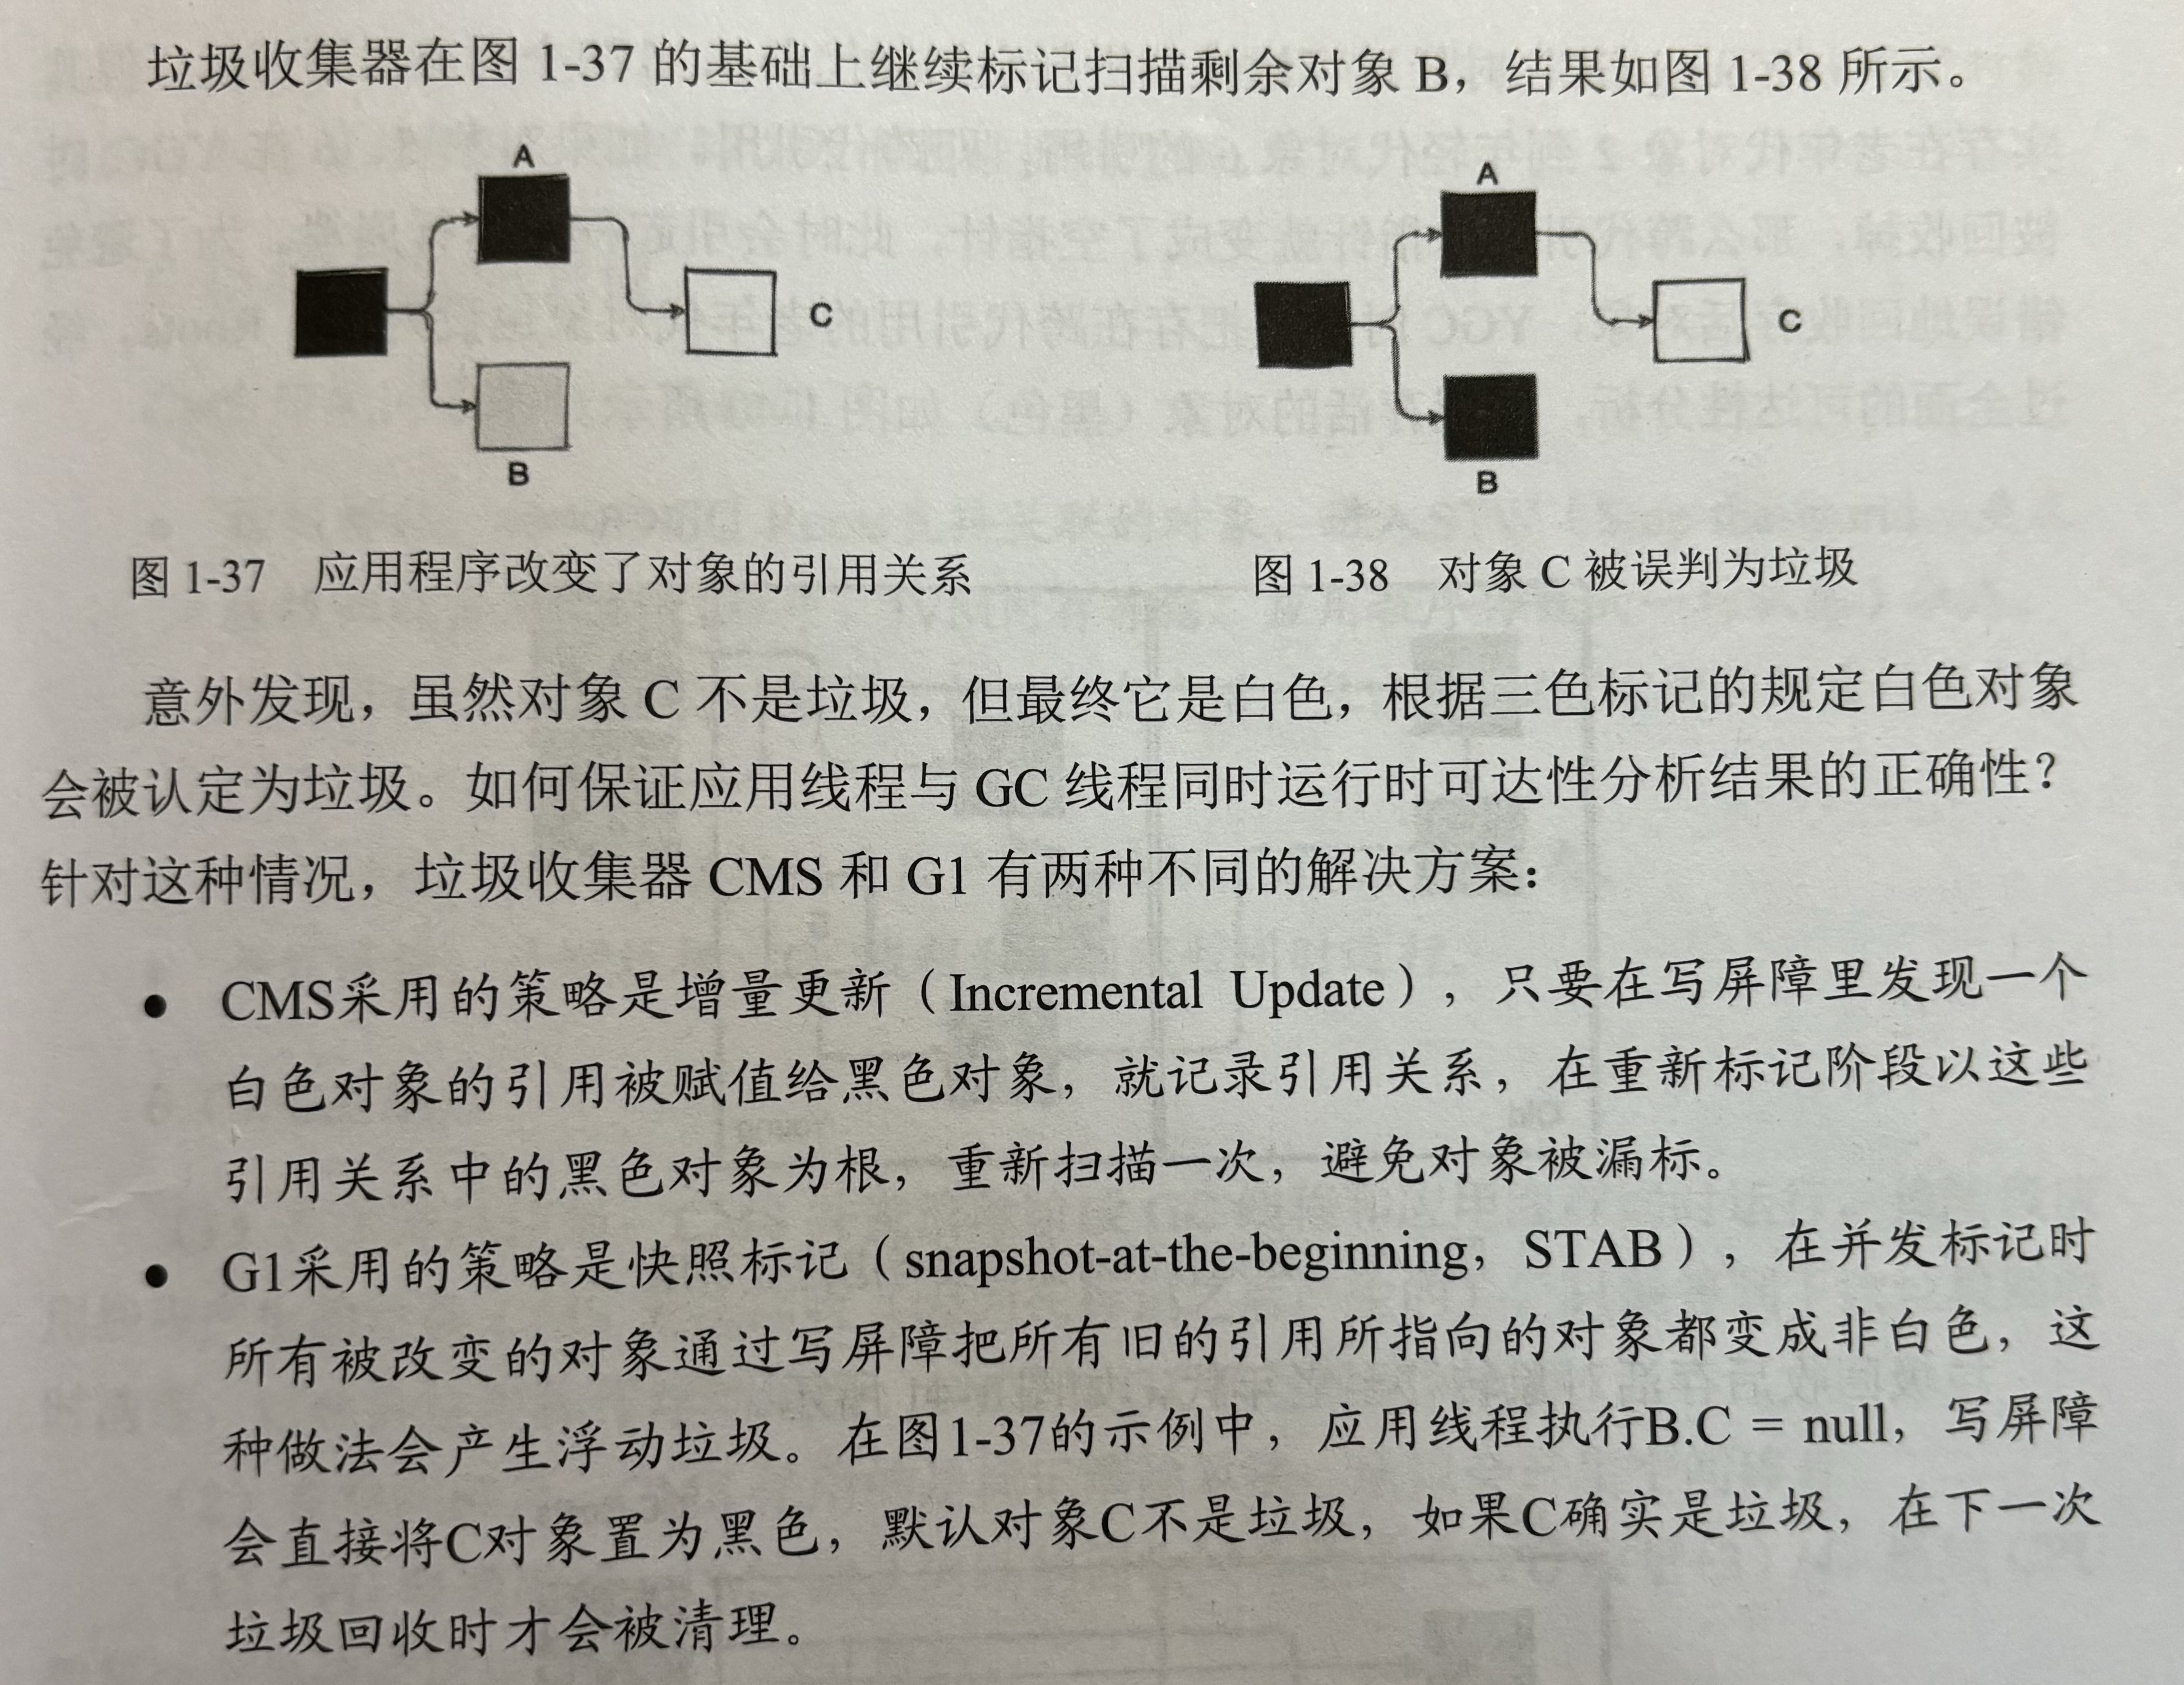 垃圾收集器在图 1-37 的基础上继续标记扫描剩余对象 B，结果如图 1-38 所示。
A
C
B
A
C
B
图 1-37 应用程序改变了对象的引用关系
图 1-38 对象 C 被误判为垃圾
意外发现，虽然对象 C 不是垃圾，但最终它是白色，根据三色标记的规定白色对象
会被认定为垃圾。如何保证应用线程与 GC 线程同时运行时可达性分析结果的正确性？
针对这种情况，垃圾收集器 CMS 和 G1 有两种不同的解决方案：
● CMS采用的策略是增量更新（Incremental Update），只要在写屏障里发现一个
白色对象的引用被赋值给黑色对象，就记录引用关系，在重新标记阶段以这些
引用关系中的黑色对象为根，重新扫描一次，避免对象被漏标。
● G1采用的策略是快照标记（snapshot-at-the-beginning，STAB），在并发标记时
所有被改变的对象通过写屏障把所有旧的引用所指向的对象都变成非白色，这
种做法会产生浮动垃圾。在图1-37的示例中，应用线程执行B.C = null，写屏障
会直接将C对象置为黑色，默认对象C不是垃圾，如果C确实是垃圾，在下一次
垃圾回收时才会被清理。